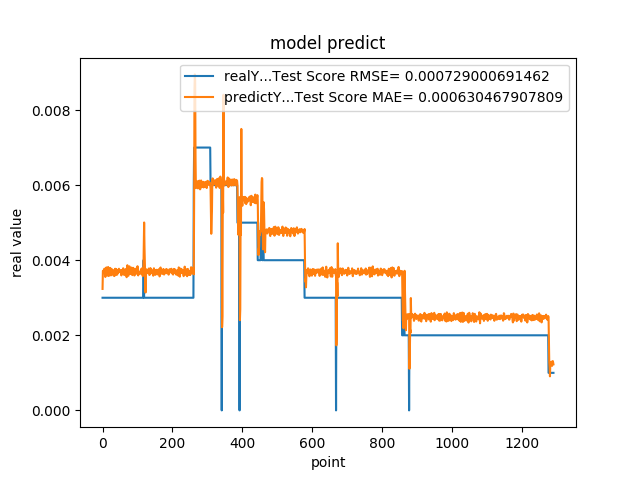 model predict
realY...Test Score RMSE= 0.000729000691462
predictY...Test Score MAE= 0.000630467907809
real value
0.008
0.006
0.004
0.002
0.000
0 200 400 600 800 1000 1200
point